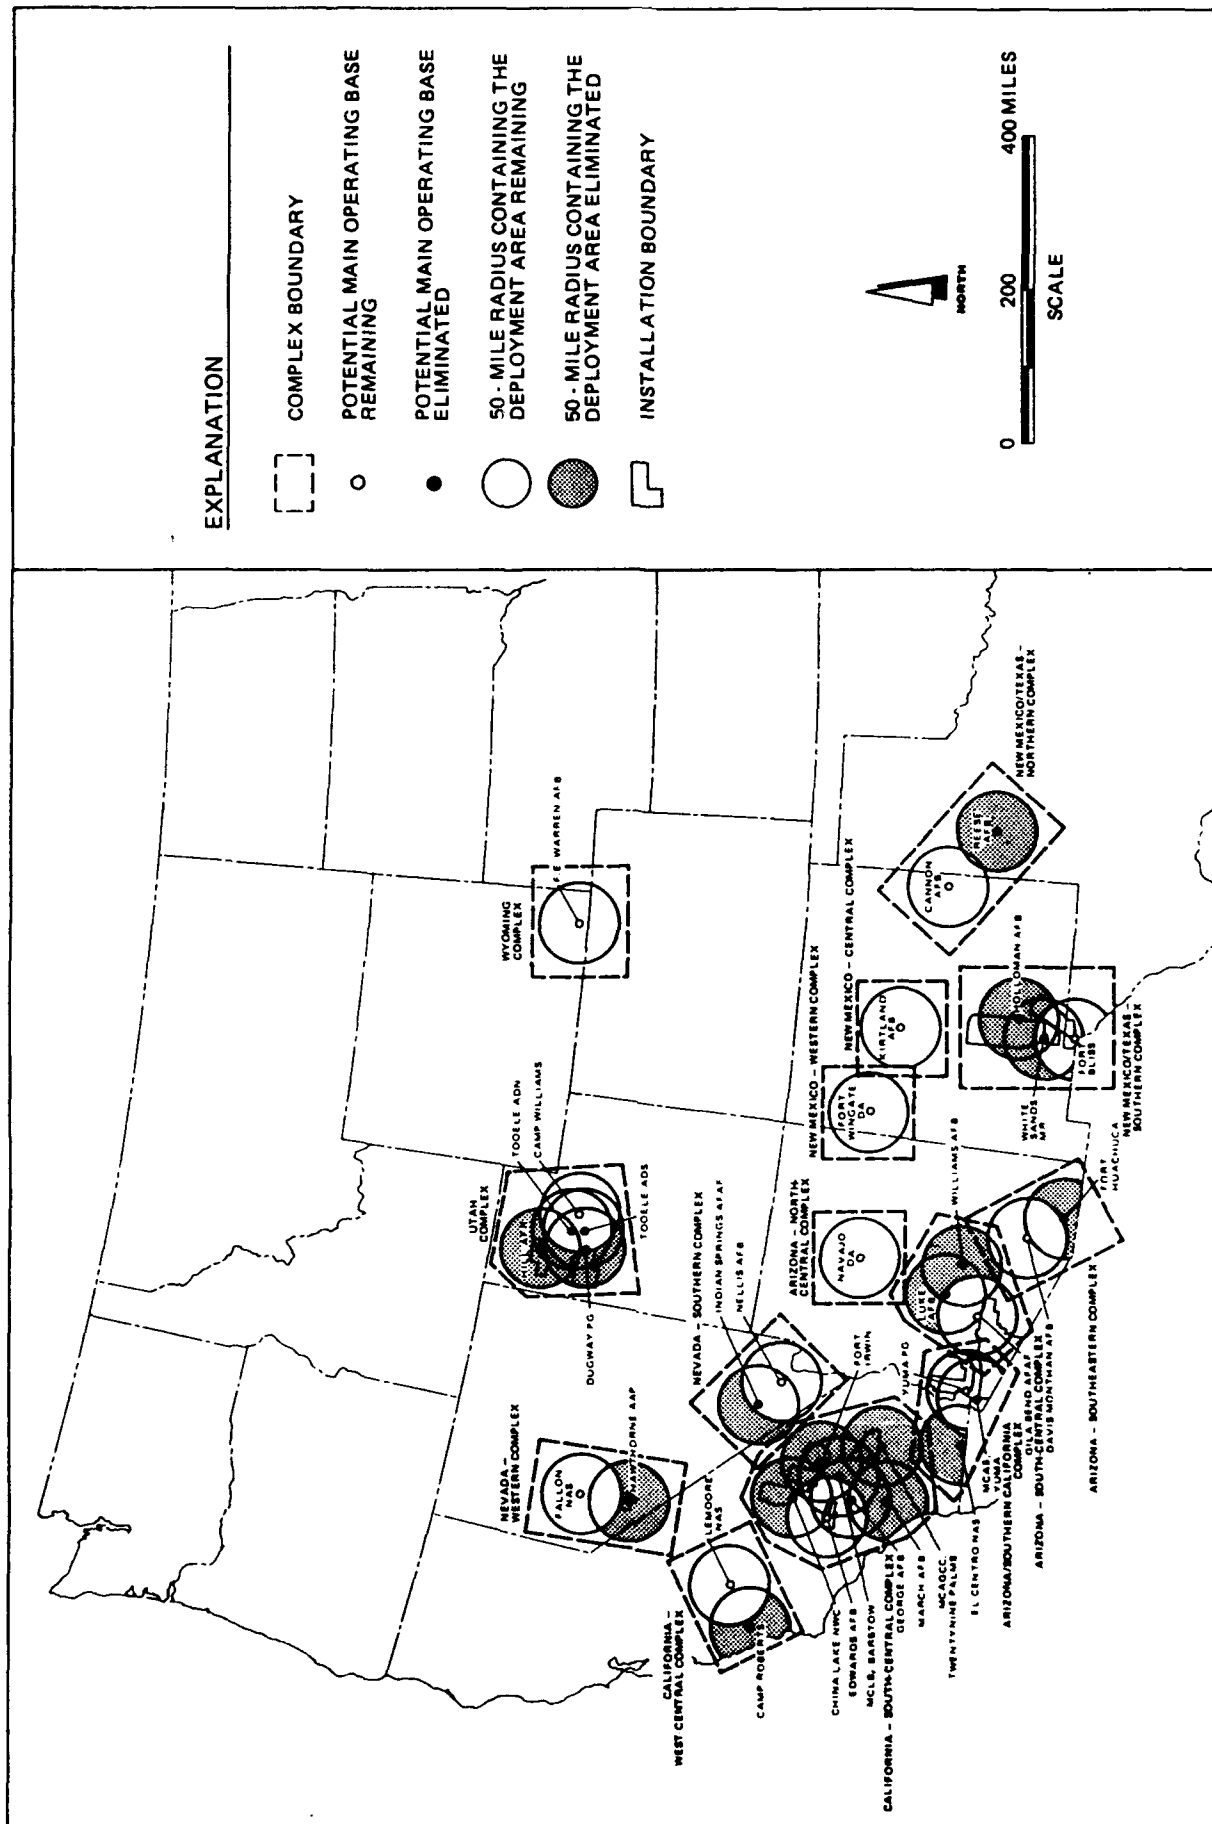 EXPLANATION
COMPLEX BOUNDARY
POTENTIAL MAIN OPERATING BASE
REMAINING
POTENTIAL MAIN OPERATING BASE
ELIMINATED
50 - MILE RADIUS CONTAINING THE
DEPLOYMENT AREA REMAINING
50 - MILE RADIUS CONTAINING THE
DEPLOYMENT AREA ELIMINATED
INSTALLATION BOUNDARY
NORTH
0 200 400 MILES
SCALE
WYOMING
COMPLEX
F.E. WARREN AFB
UTAH
COMPLEX
TOOELE ADN
CAMP WILLIAMS
TOOELE ADS
DUGWAY PG
NEVADA –
WESTERN COMPLEX
FALLON
NAS
HAWTHORNE AAP
CALIFORNIA –
WEST CENTRAL COMPLEX
LEMOORE
NAS
CAMP ROBERTS
NEVADA – SOUTHERN COMPLEX
INDIAN SPRINGS AFAF
NELLIS AFB
FORT
IRWIN
YUMA PG
CHINA LAKE NWC
EDWARDS AFB
MCLB, BARSTOW
CALIFORNIA – SOUTH-CENTRAL COMPLEX
GEORGE AFB
MARCH AFB
MCAGCC,
TWENTYNINE PALMS
EL CENTRO NAS
MCAS,
YUMA
ARIZONA/SOUTHERN CALIFORNIA
COMPLEX
GILA BEND AFAF
ARIZONA – SOUTH-CENTRAL COMPLEX
DAVIS MONTHAN AFB
ARIZONA – SOUTHEASTERN COMPLEX
ARIZONA – NORTH-
CENTRAL COMPLEX
NAVAJO
DA
LUKE
AFB
WILLIAMS AFB
FORT
HUACHUCA
NEW MEXICO – WESTERN COMPLEX
FORT
WINGATE
DA
NEW MEXICO – CENTRAL COMPLEX
KIRTLAND
AFB
HOLLOMAN AFB
WHITE
SANDS
MR
FORT
BLISS
NEW MEXICO/TEXAS –
SOUTHERN COMPLEX
CANNON
AFB
REESE
AFB
NEW MEXICO/TEXAS –
NORTHERN COMPLEX